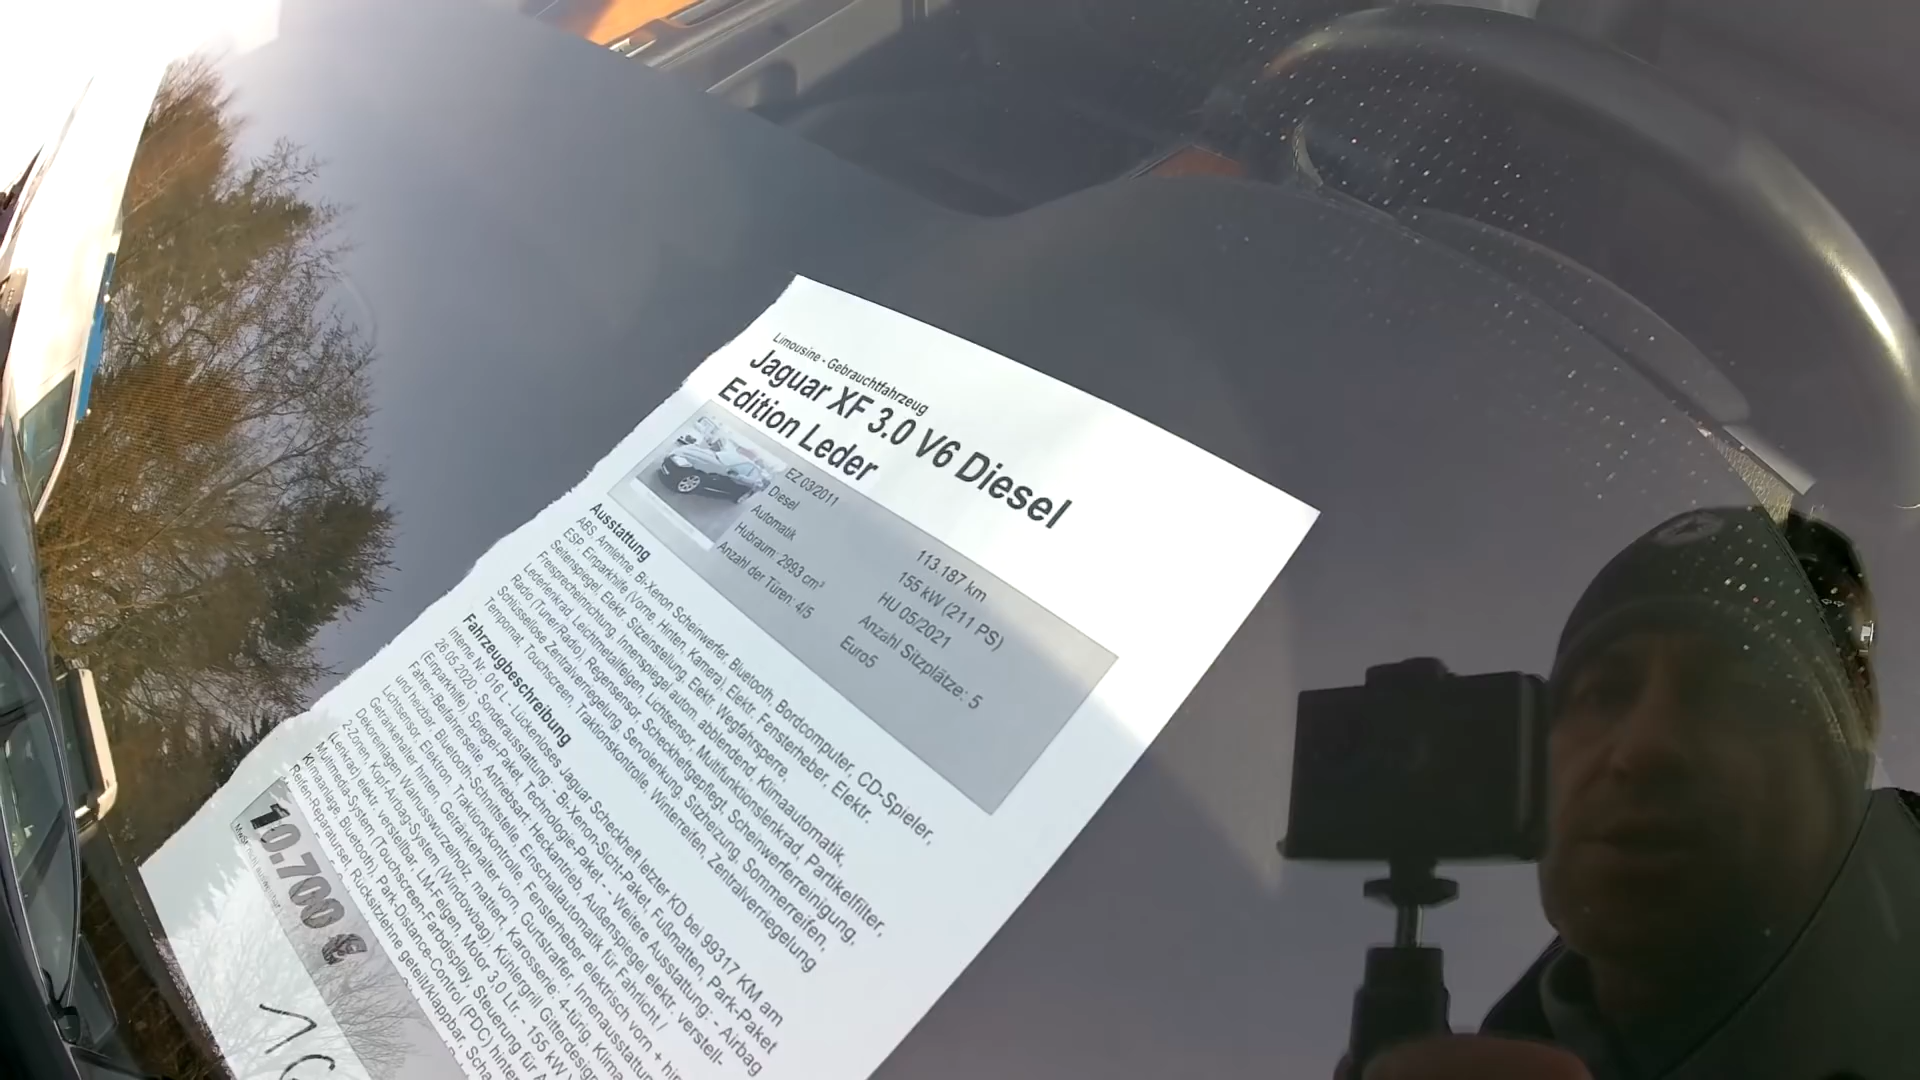 Limousine - Gebrauchtfahrzeug
Jaguar XF 3.0 V6 Diesel
Edition Leder
EZ 03/2011
Diesel
Automatik
Hubraum: 2993 cm³
Anzahl der Türen: 4/5
113.187 km
155 kW (211 PS)
HU 05/2021
Anzahl Sitzplätze: 5
Euro5
Ausstattung
ABS, Armlehne, Bi-Xenon Scheinwerfer, Bluetooth, Bordcomputer, CD-Spieler,
ESP, Einparkhilfe (Vorne, Hinten, Kamera), Elektr. Fensterheber, Elektr.
Seitenspiegel, Elektr. Sitzeinstellung, Elektr. Wegfahrsperre,
Freisprecheinrichtung, Innenspiegel autom. abblendend, Klimaautomatik,
Lederlenkrad, Leichtmetallfelgen, Lichtsensor, Multifunktionslenkrad, Partikelfilter,
Radio (Tuner/Radio), Regensensor, Scheckheftgepflegt, Scheinwerferreinigung,
Schlüssellose Zentralverriegelung, Servolenkung, Sitzheizung, Sommerreifen,
Tempomat, Touchscreen, Traktionskontrolle, Winterreifen, Zentralverriegelung
Fahrzeugbeschreibung
Interne Nr. 016 L - Lückenloses Jaguar Scheckheft letzter KD bei 99317 KM am
26.05.2020 - Sonderausstattung: - Bi-Xenon-Sicht-Paket, Fußmatten, Park-Paket
(Einparkhilfe), Spiegel-Paket, Technologie-Paket - - Weitere Ausstattung: - Airbag
Fahrer-/Beifahrerseite, Antriebsart: Heckantrieb, Außenspiegel elektr. verstell-
und heizbar, Bluetooth-Schnittstelle, Einschaltautomatik für Fahrlicht /
Lichtsensor, Elektron. Traktionskontrolle, Fensterheber elektrisch vorn + hin
Getränkehalter hinten, Getränkehalter vorn, Gurtstraffer, Innenausstattun
Dekoreinlagen Walnusswurzelholz, mattiert, Karosserie: 4-türig, Klima
2-Zonen, Kopf-Airbag-System (Windowbag), Kühlergrill Gitterdesig
(Lenkrad) elektr. verstellbar, LM-Felgen, Motor 3,0 Ltr. - 155 kW V
Multimedia-System (Touchscreen-Farbdisplay, Steuerung für A
Klimaanlage, Bluetooth), Park-Distance-Control (PDC) hinte
Reifen-Reparaturset, Rücksitzlehne geteilt/klappbar, Scha
10.700 €
MwSt.